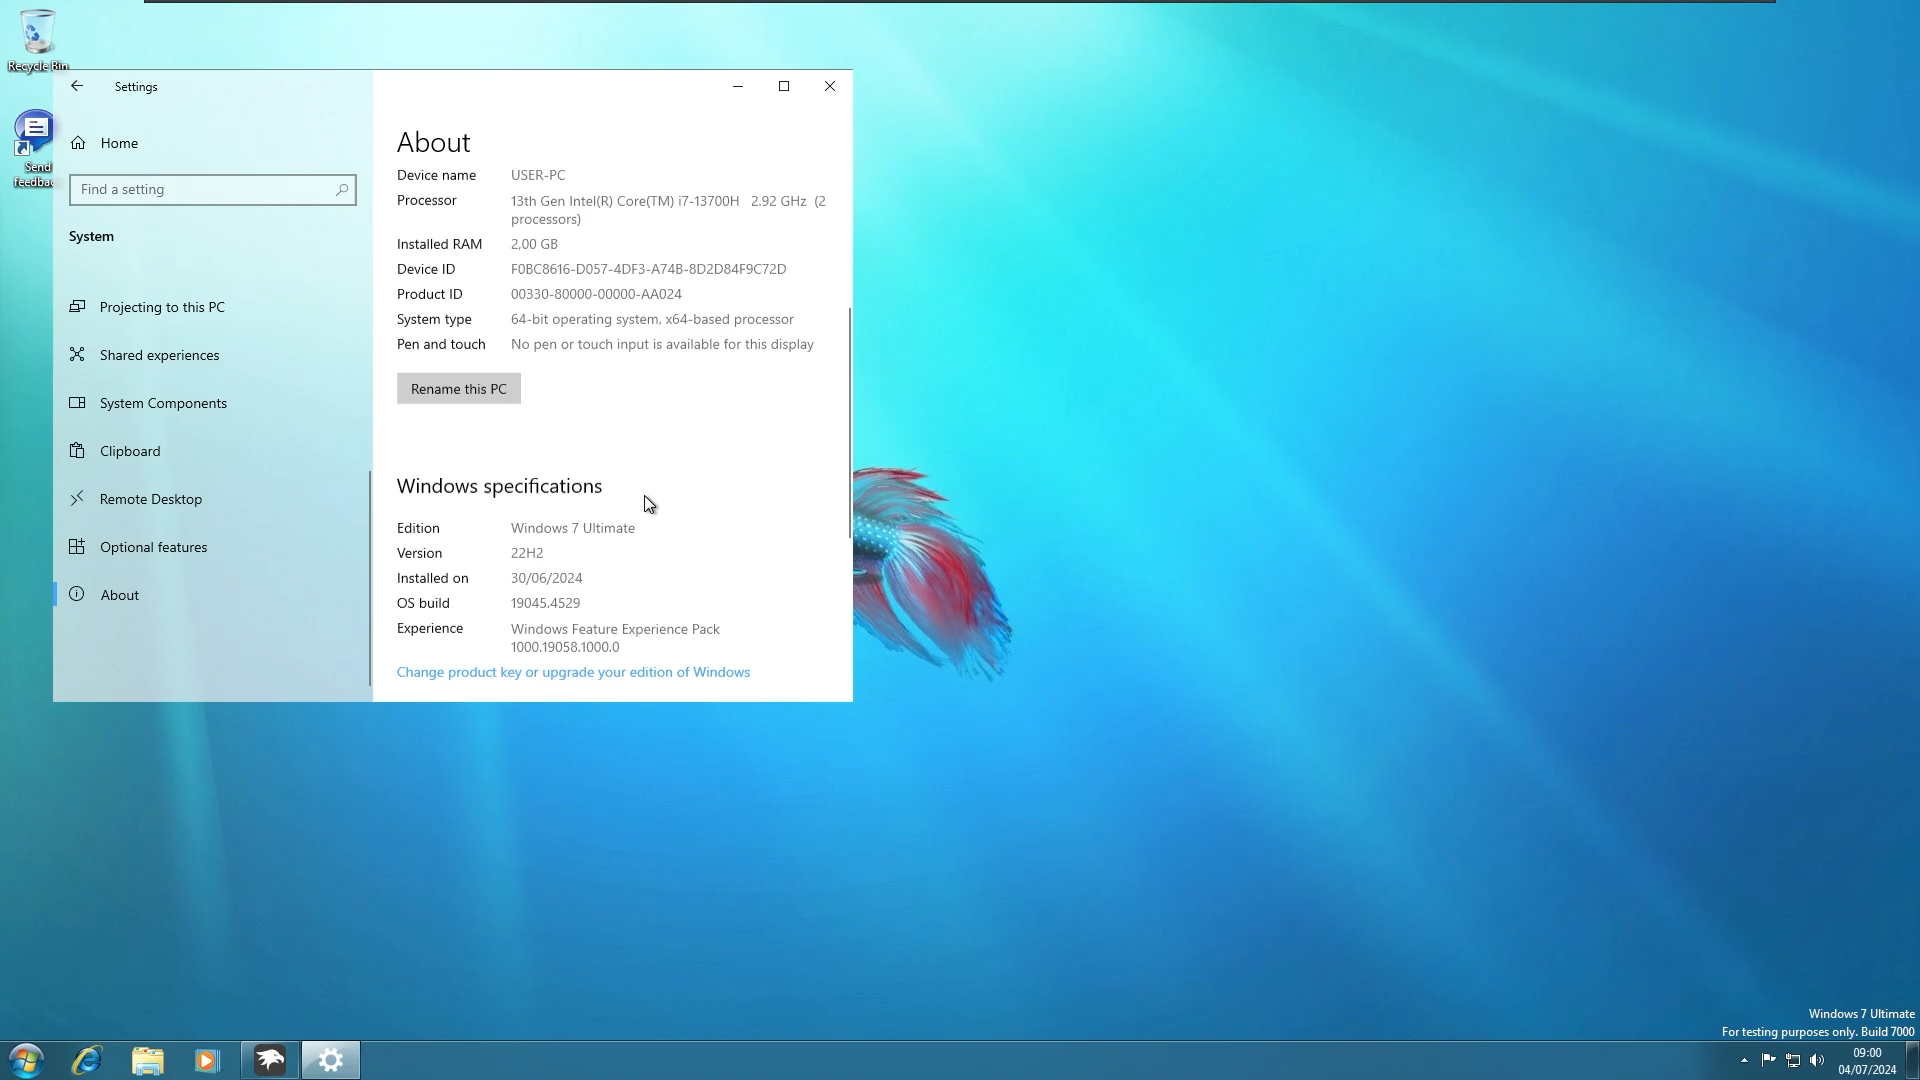 Recycle Bin
Send
feedbac
Settings
Home
Find a setting
System
Projecting to this PC
Shared experiences
System Components
Clipboard
Remote Desktop
Optional features
About
About
Device name USER-PC
Processor 13th Gen Intel(R) Core(TM) i7-13700H 2.92 GHz (2
processors)
Installed RAM 2,00 GB
Device ID F0BC8616-D057-4DF3-A74B-8D2D84F9C72D
Product ID 00330-80000-00000-AA024
System type 64-bit operating system, x64-based processor
Pen and touch No pen or touch input is available for this display
Rename this PC
Windows specifications
Edition Windows 7 Ultimate
Version 22H2
Installed on 30/06/2024
OS build 19045.4529
Experience Windows Feature Experience Pack
1000.19058.1000.0
Change product key or upgrade your edition of Windows
Windows 7 Ultimate
For testing purposes only. Build 7000
09:00
04/07/2024